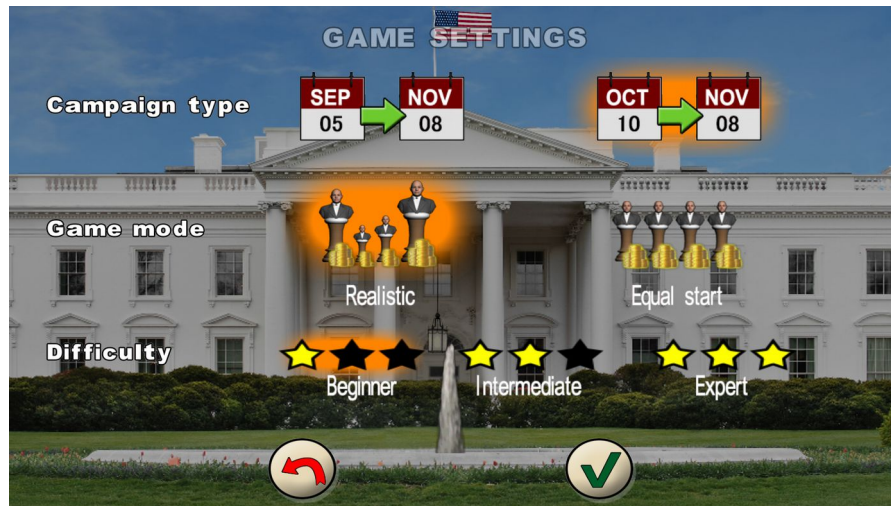 GAME SETTINGS
Campaign type
SEP
05
NOV
08
OCT
10
NOV
08
Game mode
Realistic
Equal start
Difficulty
Beginner
Intermediate
Expert